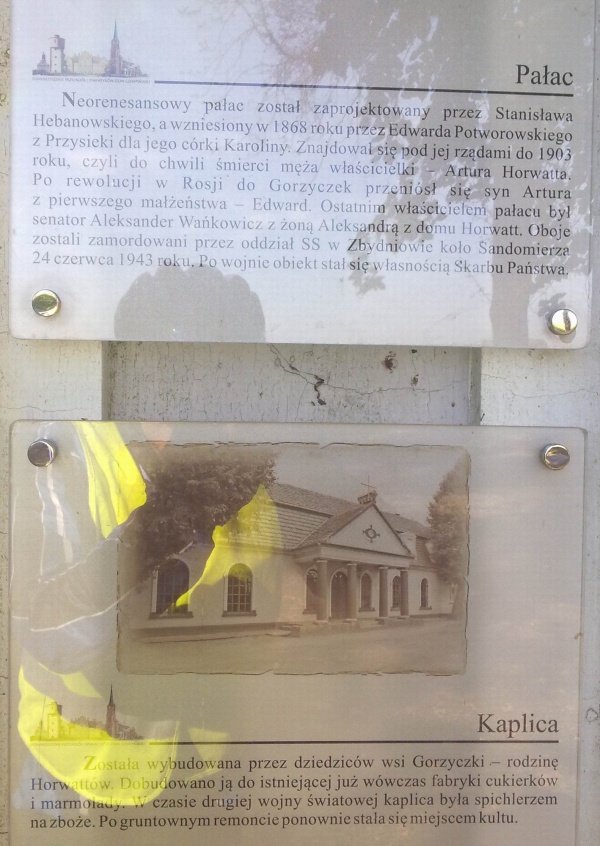 Pałac
Neorenesansowy pałac został zaprojektowany przez Stanisława
Hebanowskiego, a wzniesiony w 1868 roku przez Edwarda Potworowskiego
z Przysieki dla jego córki Karoliny. Znajdował się pod jej rządami do 1903
roku, czyli do chwili śmierci męża właścicielki – Artura Horwatta.
Po rewolucji w Rosji do Gorzyczek przeniósł się syn Artura
z pierwszego małżeństwa – Edward. Ostatnim właścicielem pałacu był
senator Aleksander Wańkowicz z żoną Aleksandrą z domu Horwatt. Oboje
zostali zamordowani przez oddział SS w Zbydniowie koło Sandomierza
24 czerwca 1943 roku. Po wojnie obiekt stał się własnością Skarbu Państwa.
Kaplica
Została wybudowana przez dziedziców wsi Gorzyczki – rodzinę
Horwattów. Dobudowano ją do istniejącej już wówczas fabryki cukierków
i marmolady. W czasie drugiej wojny światowej kaplica była spichlerzem
na zboże. Po gruntownym remoncie ponownie stała się miejscem kultu.